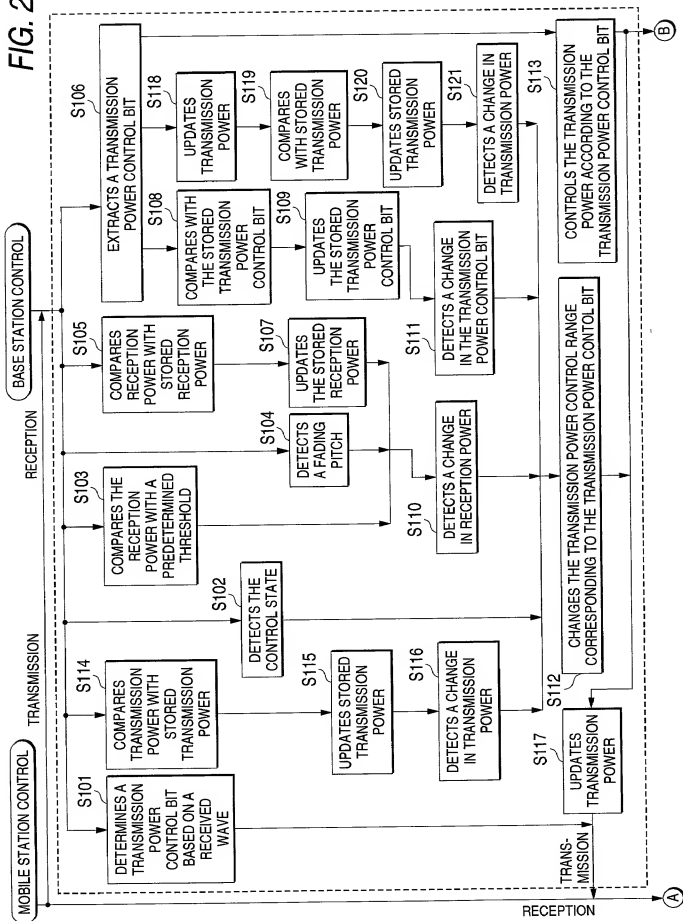 FIG. 2
MOBILE STATION CONTROL
BASE STATION CONTROL
TRANSMISSION
RECEPTION
S101
DETERMINES A
TRANSMISSION
POWER
CONTROL BIT
BASED ON A
RECEIVED
WAVE
S114
COMPARES
TRANSMISSION
POWER WITH
STORED
TRANSMISSION
POWER
S115
UPDATES STORED
TRANSMISSION
POWER
S116
DETECTS A CHANGE
IN TRANSMISSION
POWER
S102
DETECTS THE
CONTROL STATE
S103
COMPARES THE
RECEPTION
POWER WITH A
PREDETERMINED
THRESHOLD
S104
DETECTS
A FADING
PITCH
S105
COMPARES
RECEPTION
POWER WITH
STORED
RECEPTION
POWER
S107
UPDATES
THE STORED
RECEPTION
POWER
S110
DETECTS A CHANGE
IN RECEPTION POWER
S106
EXTRACTS A TRANSMISSION
POWER CONTROL BIT
S108
COMPARES WITH
THE STORED
TRANSMISSION
POWER
CONTROL BIT
S109
UPDATES
THE STORED
TRANSMISSION
POWER
CONTROL BIT
S111
DETECTS A CHANGE
IN THE TRANSMISSION
POWER CONTROL BIT
S118
UPDATES
TRANSMISSION
POWER
S119
COMPARES
WITH STORED
TRANSMISSION
POWER
S120
UPDATES STORED
TRANSMISSION
POWER
S121
DETECTS A CHANGE IN
TRANSMISSION POWER
S112
CHANGES THE TRANSMISSION POWER CONTROL RANGE
CORRESPONDING TO THE TRANSMISSION POWER CONTOL BIT
S113
CONTROLS THE TRANSMISSION
POWER ACCORDING TO THE
TRANSMISSION POWER CONTROL BIT
S117
UPDATES
TRANSMISSION
POWER
TRANS-
MISSION
RECEPTION
A
B